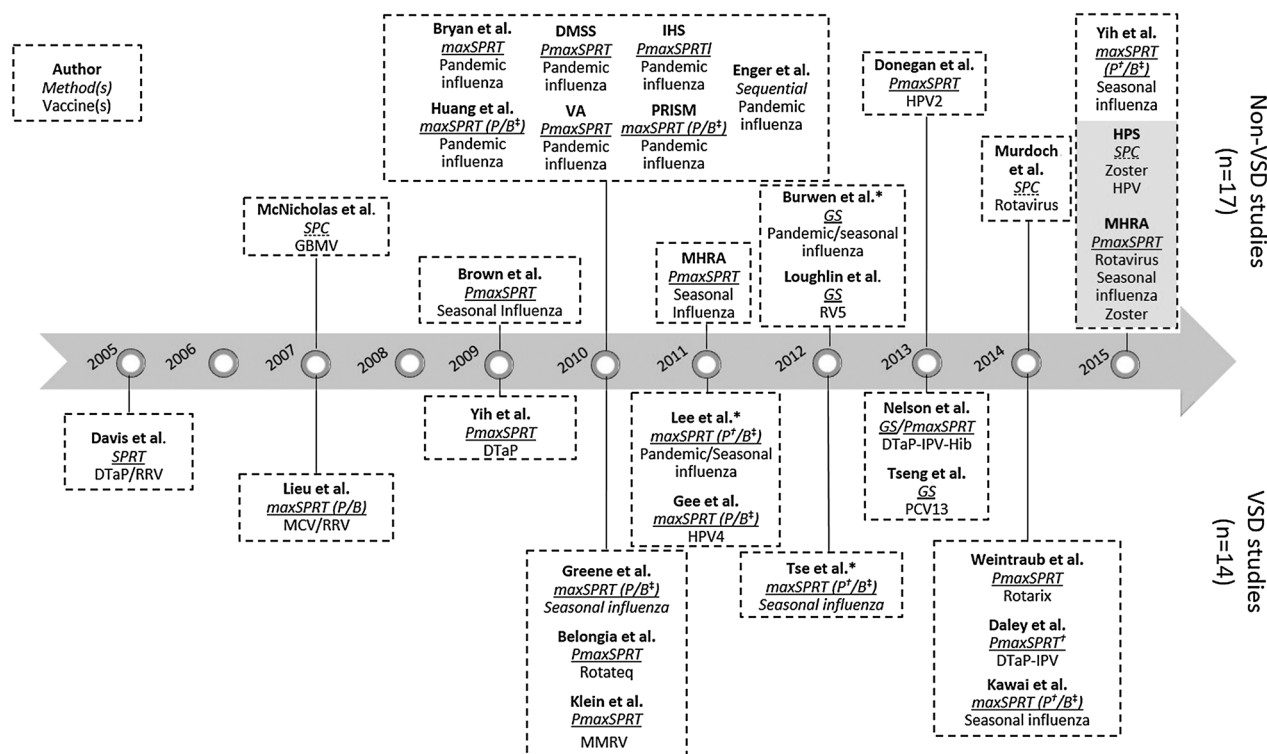 Author
Method(s)
Vaccine(s)
Bryan et al.
maxSPRT
Pandemic
influenza
Huang et al.
maxSPRT (P/B‡)
Pandemic
influenza
DMSS
PmaxSPRT
Pandemic
influenza
VA
PmaxSPRT
Pandemic
influenza
IHS
PmaxSPRTl
Pandemic
influenza
PRISM
maxSPRT (P/B‡)
Pandemic
influenza
Enger et al.
Sequential
Pandemic
influenza
Donegan et al.
PmaxSPRT
HPV2
Murdoch
et al.
SPC
Rotavirus
Yih et al.
maxSPRT
(P†/B‡)
Seasonal
influenza
HPS
SPC
Zoster
HPV
MHRA
PmaxSPRT
Rotavirus
Seasonal
influenza
Zoster
Non-VSD studies
(n=17)
McNicholas et al.
SPC
GBMV
Brown et al.
PmaxSPRT
Seasonal Influenza
MHRA
PmaxSPRT
Seasonal
Influenza
Burwen et al.*
GS
Pandemic/seasonal
influenza
Loughlin et al.
GS
RV5
2005
2006
2007
2008
2009
2010
2011
2012
2013
2014
2015
Davis et al.
SPRT
DTaP/RRV
Lieu et al.
maxSPRT (P/B)
MCV/RRV
Yih et al.
PmaxSPRT
DTaP
Greene et al.
maxSPRT (P/B‡)
Seasonal influenza
Belongia et al.
PmaxSPRT
Rotateq
Klein et al.
PmaxSPRT
MMRV
Lee et al.*
maxSPRT (P†/B‡)
Pandemic/Seasonal
influenza
Gee et al.
maxSPRT (P/B‡)
HPV4
Tse et al.*
maxSPRT (P†/B‡)
Seasonal influenza
Nelson et al.
GS/PmaxSPRT
DTaP-IPV-Hib
Tseng et al.
GS
PCV13
Weintraub et al.
PmaxSPRT
Rotarix
Daley et al.
PmaxSPRT†
DTaP-IPV
Kawai et al.
maxSPRT (P†/B‡)
Seasonal influenza
VSD studies
(n=14)